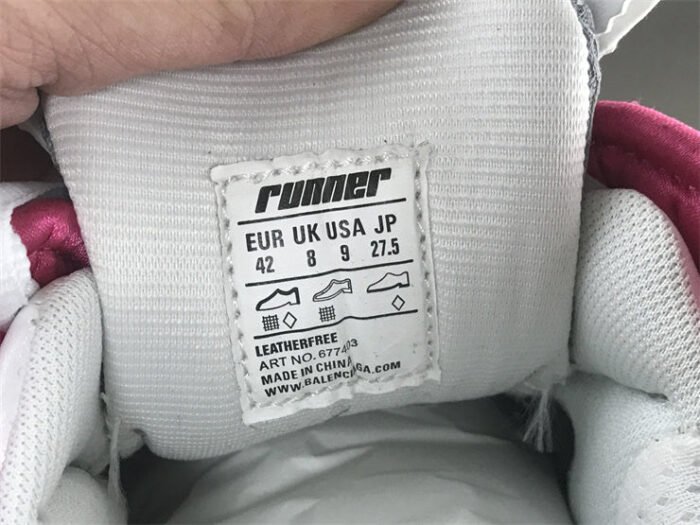 runner
EUR UK USA JP
42 8 9 27.5
LEATHERFREE
ART NO. 677403
MADE IN CHINA
WWW.BALENCIAGA.COM